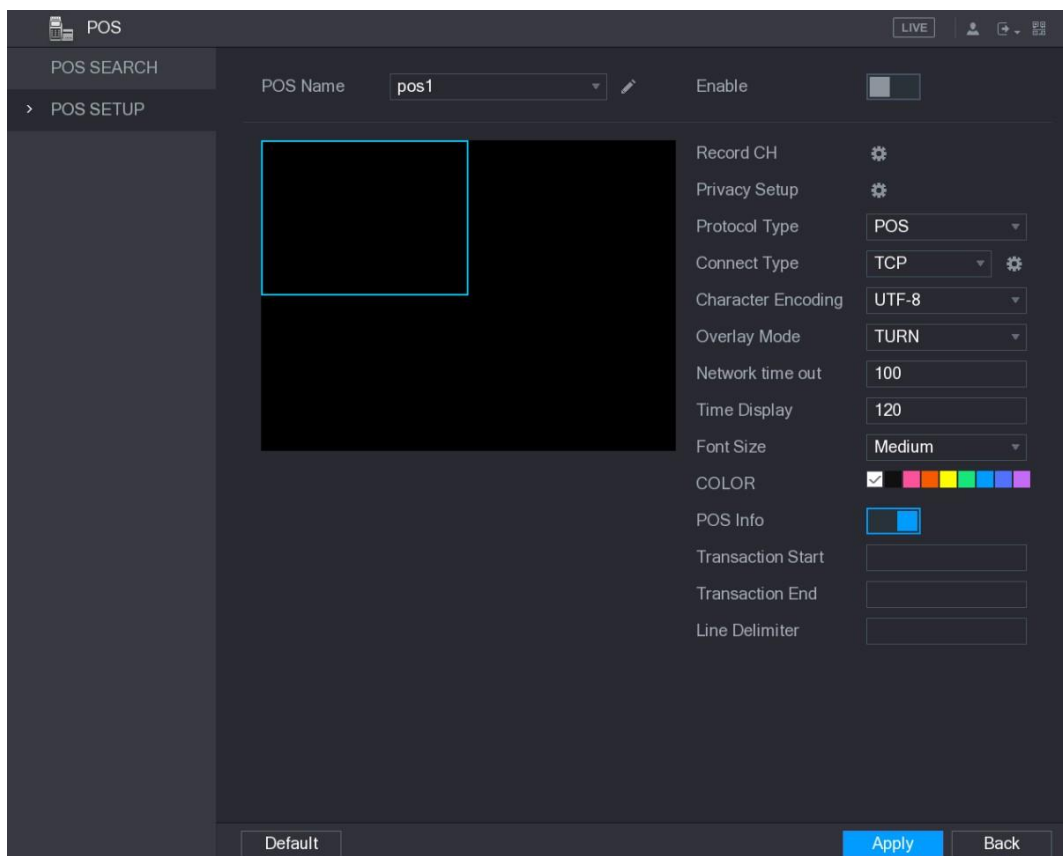 POS
LIVE
POS SEARCH
POS SETUP
POS Name pos1
Enable
Record CH
Privacy Setup
Protocol Type POS
Connect Type TCP
Character Encoding UTF-8
Overlay Mode TURN
Network time out 100
Time Display 120
Font Size Medium
COLOR
POS Info
Transaction Start
Transaction End
Line Delimiter
Default
Apply
Back